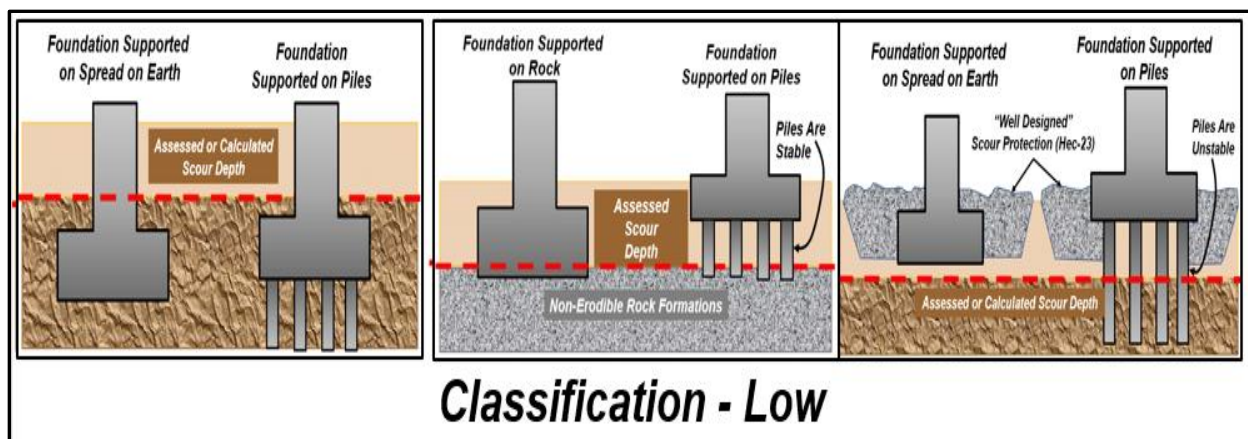 Foundation Supported
on Spread on Earth
Foundation
Supported on Piles
Assessed or Calculated
Scour Depth
Foundation Supported
on Rock
Foundation
Supported on Piles
Piles Are
Stable
Assessed
Scour
Depth
Non-Erodible Rock Formations
Foundation Supported
on Spread on Earth
Foundation Supported
on Piles
"Well Designed"
Scour Protection (Hec-23)
Piles Are
Unstable
Assessed or Calculated Scour Depth
Classification - Low